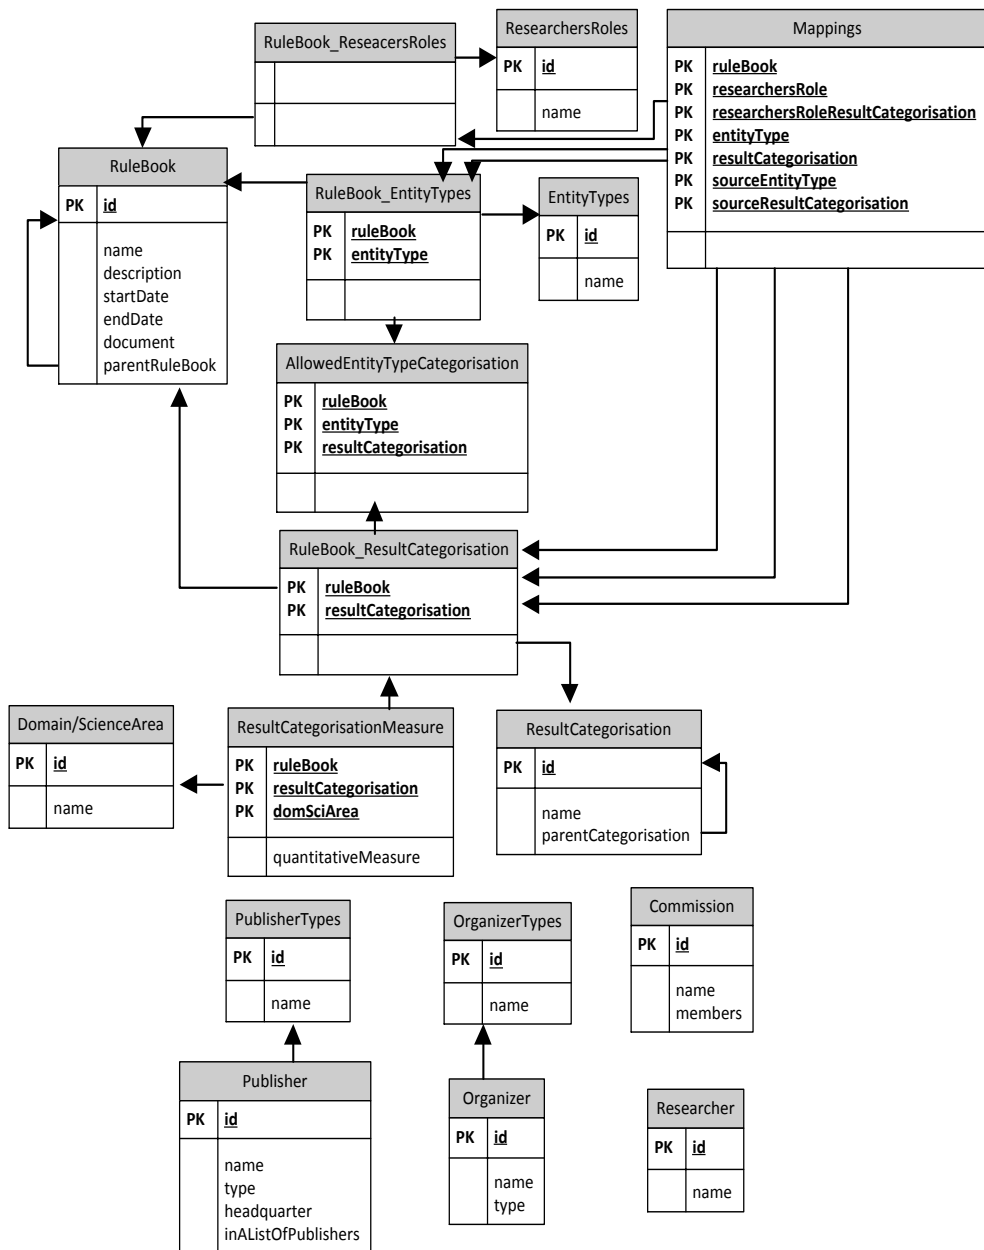 RuleBook_ReseacersRoles
ResearchersRoles
PK id
name
Mappings
PK ruleBook
PK researchersRole
PK researchersRoleResultCategorisation
PK entityType
PK resultCategorisation
PK sourceEntityType
PK sourceResultCategorisation
RuleBook
PK id
name
description
startDate
endDate
document
parentRuleBook
RuleBook_EntityTypes
PK ruleBook
PK entityType
EntityTypes
PK id
name
AllowedEntityTypeCategorisation
PK ruleBook
PK entityType
PK resultCategorisation
RuleBook_ResultCategorisation
PK ruleBook
PK resultCategorisation
Domain/ScienceArea
PK id
name
ResultCategorisationMeasure
PK ruleBook
PK resultCategorisation
PK domSciArea
quantitativeMeasure
ResultCategorisation
PK id
name
parentCategorisation
PublisherTypes
PK id
name
OrganizerTypes
PK id
name
Commission
PK id
name
members
Publisher
PK id
name
type
headquarter
inAListOfPublishers
Organizer
PK id
name
type
Researcher
PK id
name